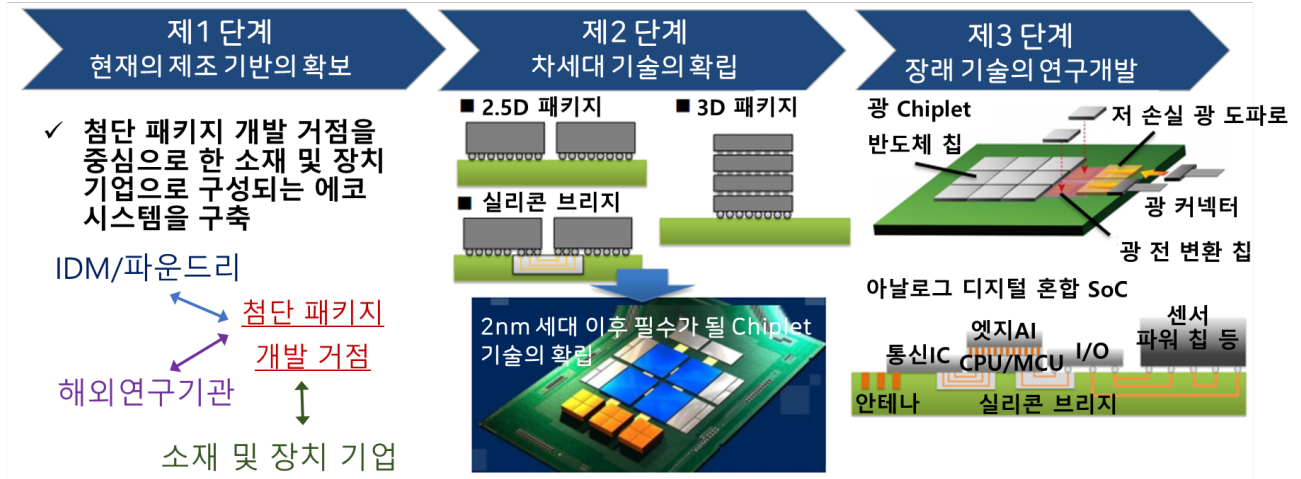 제1 단계
현재의 제조 기반의 확보
✓ 첨단 패키지 개발 거점을
중심으로 한 소재 및 장치
기업으로 구성되는 에코
시스템을 구축
IDM/파운드리
첨단 패키지
개발 거점
해외연구기관
소재 및 장치 기업
제2 단계
차세대 기술의 확립
■ 2.5D 패키지
■ 3D 패키지
■ 실리콘 브리지
2nm 세대 이후 필수가 될 Chiplet
기술의 확립
제3 단계
장래 기술의 연구개발
광 Chiplet
저 손실 광 도파로
반도체 칩
광 커넥터
광 전 변환 칩
아날로그 디지털 혼합 SoC
센서
파워 칩 등
엣지AI
통신IC
CPU/MCU
I/O
안테나
실리콘 브리지